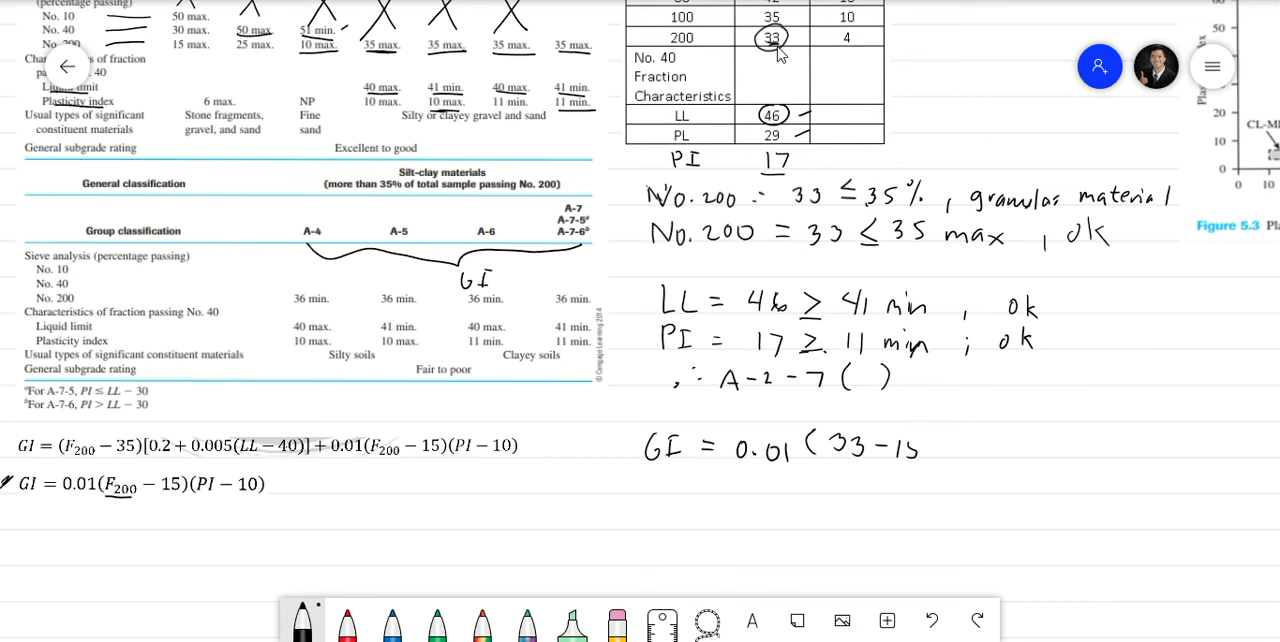 (percentage passing)
No. 10 50 max.
No. 40 30 max. 50 max. 51 min.
No. 200 15 max. 25 max. 10 max. 35 max. 35 max. 35 max. 35 max.
s of fraction
40
Liquid limit 40 max. 41 min. 40 max. 41 min.
Plasticity index 6 max. NP 10 max. 10 max. 11 min. 11 min.
Usual types of significant Stone fragments, Fine Silty or clayey gravel and sand
constituent materials gravel, and sand sand
General subgrade rating Excellent to good
Silt-clay materials
General classification (more than 35% of total sample passing No. 200)
A-7
A-7-5ᵃ
Group classification A-4 A-5 A-6 A-7-6ᵇ
Sieve analysis (percentage passing)
No. 10
No. 40
No. 200 36 min. 36 min. 36 min. 36 min.
Characteristics of fraction passing No. 40
Liquid limit 40 max. 41 min. 40 max. 41 min.
Plasticity index 10 max. 10 max. 11 min. 11 min.
Usual types of significant constituent materials Silty soils Clayey soils
General subgrade rating Fair to poor
ᵃFor A-7-5, PI ≤ LL − 30
ᵇFor A-7-6, PI > LL − 30
© Cengage Learning 2014
GI
GI = (F₂₀₀ − 35)[0.2 + 0.005(LL − 40)] + 0.01(F₂₀₀ − 15)(PI − 10)
GI = 0.01(F₂₀₀ − 15)(PI − 10)
100 35 10
200 33 4
No. 40
Fraction
Characteristics
LL 46
PL 29
PI 17
No. 200 = 33 ≤ 35%, granular material
No. 200 = 33 ≤ 35 max, ok
LL = 46 ≥ 41 min, ok
PI = 17 ≥ 11 min; ok
∴ A-2-7 ( )
GI = 0.01 (33-15
50
20
10
0
0 10
CL-ML
Figure 5.3 Pla
A